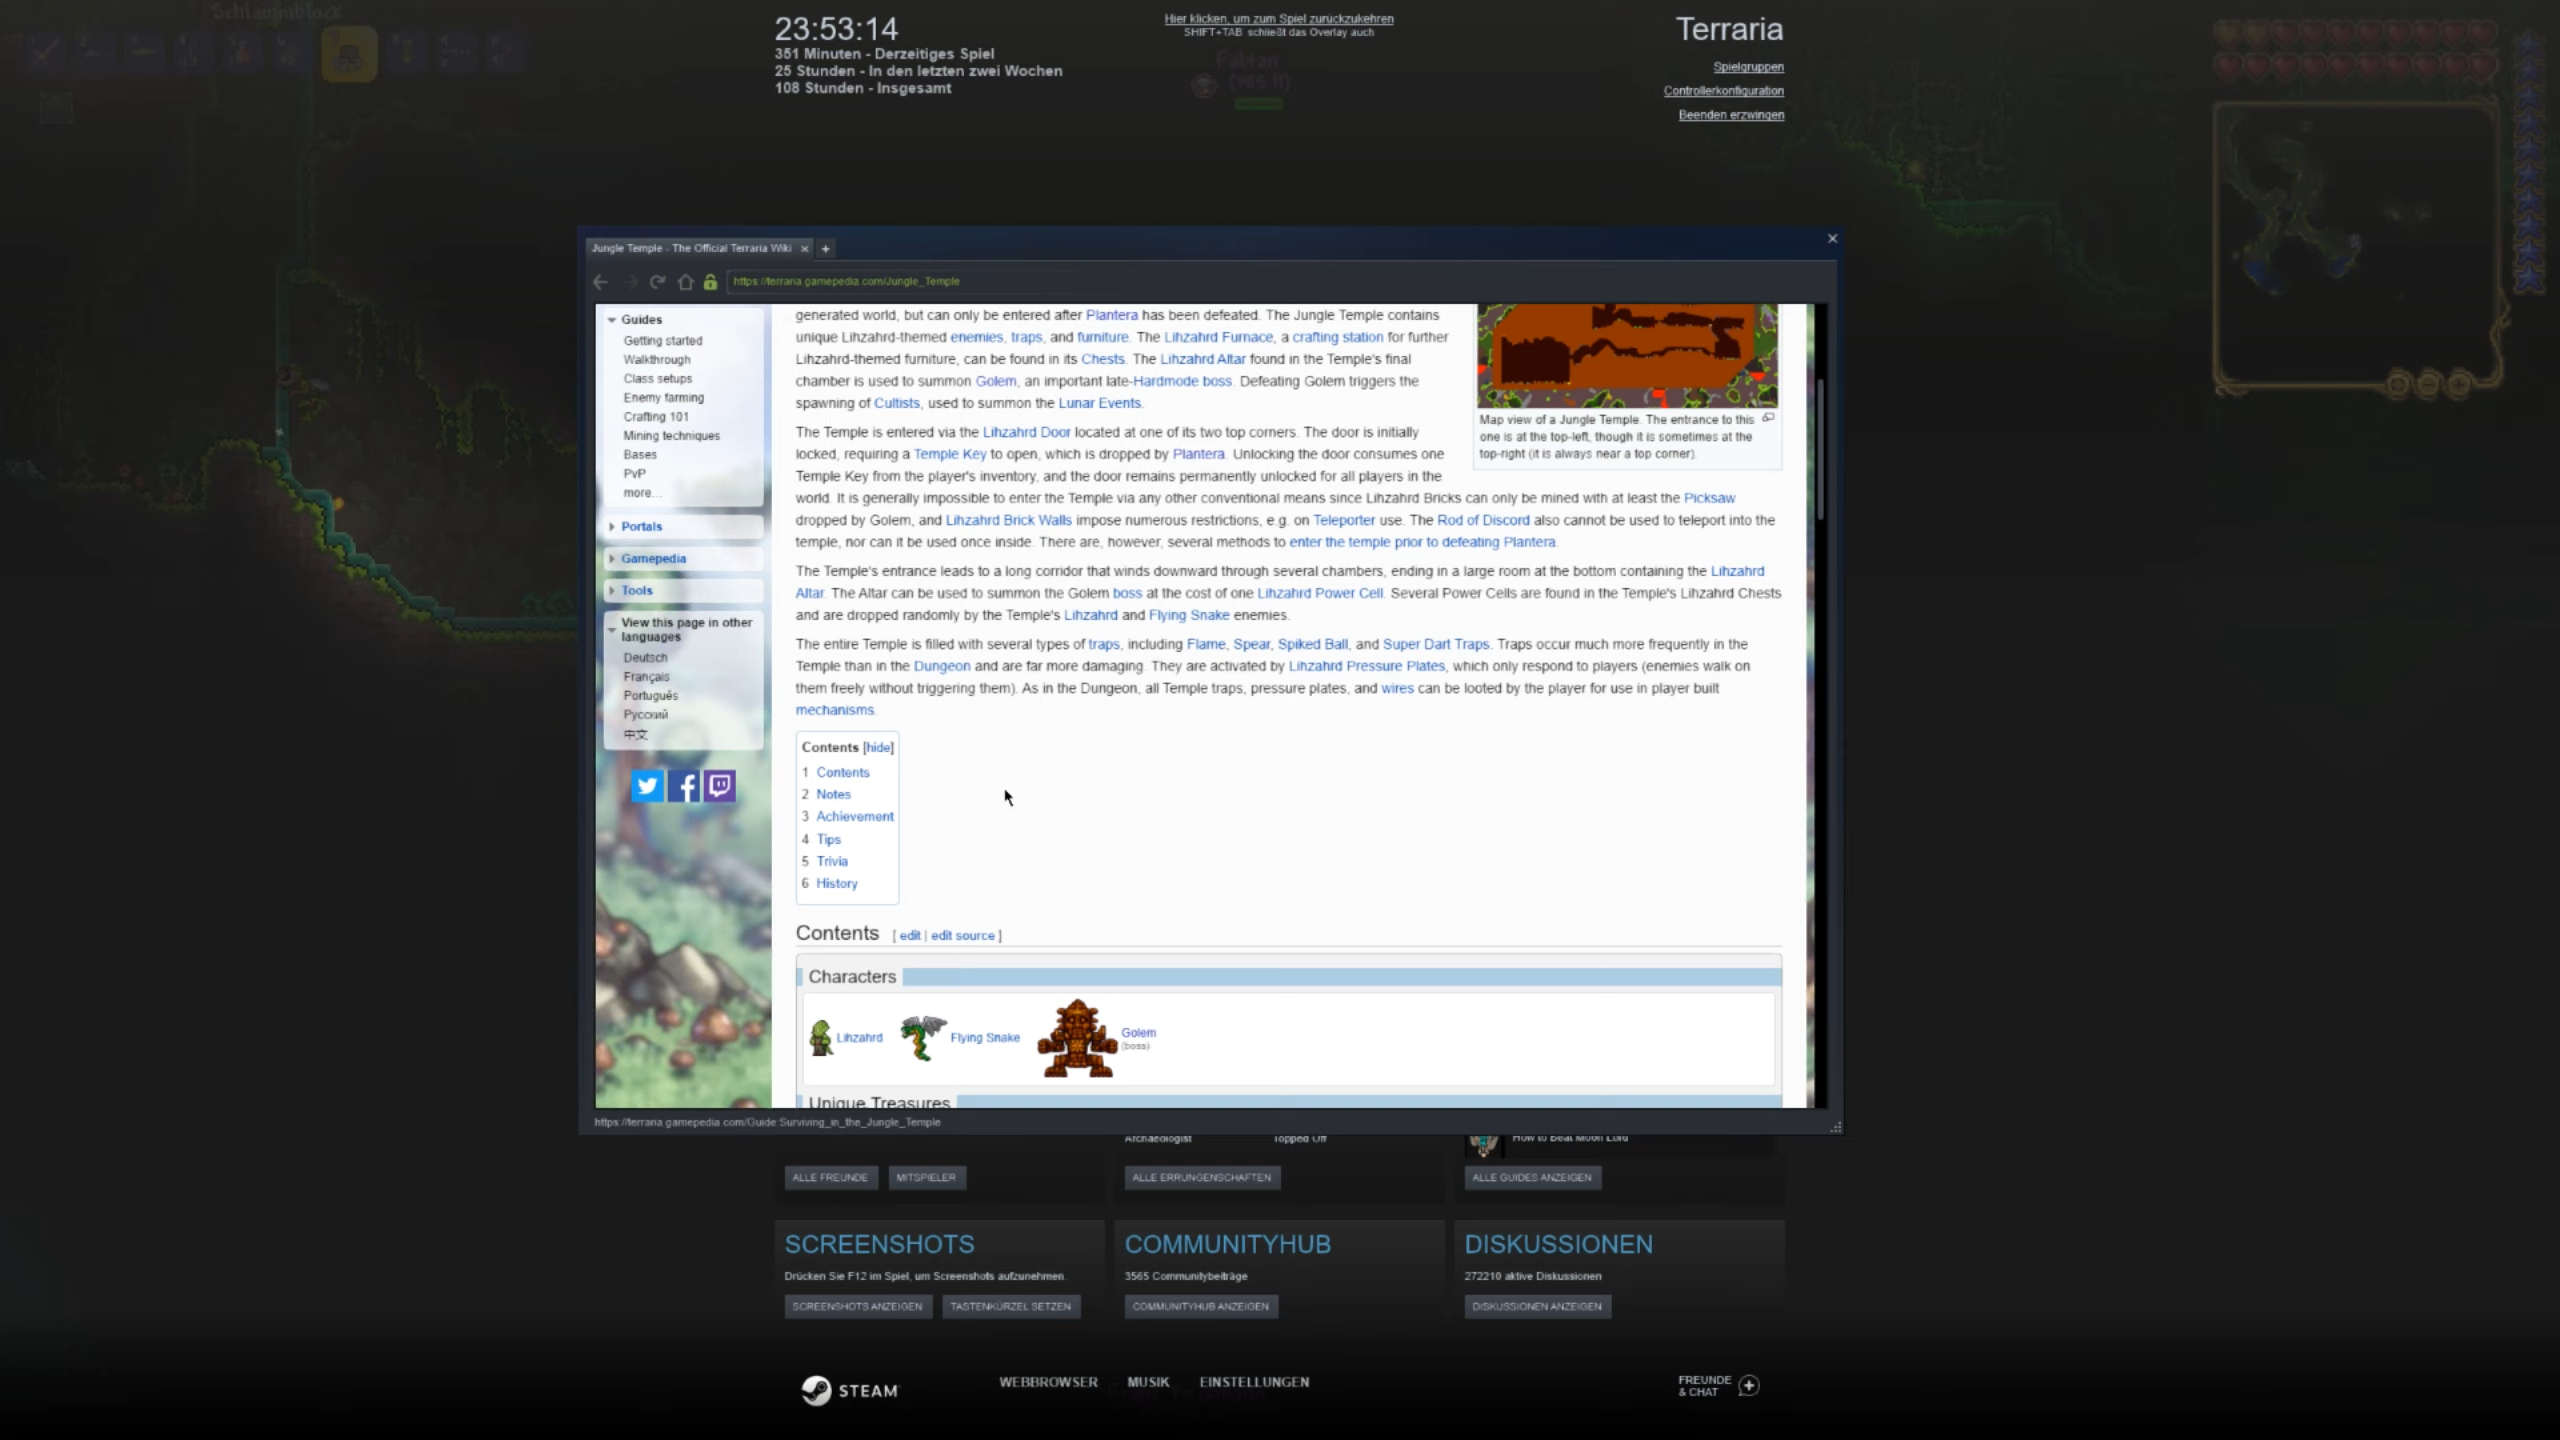 Schlammblock
23:53:14
351 Minuten - Derzeitiges Spiel
25 Stunden - In den letzten zwei Wochen
108 Stunden - Insgesamt
Hier klicken, um zum Spiel zurückzukehren
SHIFT+TAB schließt das Overlay auch
Fabian
Terraria
Spielgruppen
Controllerkonfiguration
Beenden erzwingen
Jungle Temple - The Official Terraria Wiki
https://terraria.gamepedia.com/Jungle_Temple
Guides
Getting started
Walkthrough
Class setups
Enemy farming
Crafting 101
Mining techniques
Bases
PvP
more...
Portals
Gamepedia
Tools
View this page in other
languages
Deutsch
Français
Português
Русский
中文
generated world, but can only be entered after Plantera has been defeated. The Jungle Temple contains
unique Lihzahrd-themed enemies, traps, and furniture. The Lihzahrd Furnace, a crafting station for further
Lihzahrd-themed furniture, can be found in its Chests. The Lihzahrd Altar found in the Temple's final
chamber is used to summon Golem, an important late-Hardmode boss. Defeating Golem triggers the
spawning of Cultists, used to summon the Lunar Events.
Map view of a Jungle Temple. The entrance to this
one is at the top-left, though it is sometimes at the
top-right (it is always near a top corner).
The Temple is entered via the Lihzahrd Door located at one of its two top corners. The door is initially
locked, requiring a Temple Key to open, which is dropped by Plantera. Unlocking the door consumes one
Temple Key from the player's inventory, and the door remains permanently unlocked for all players in the
world. It is generally impossible to enter the Temple via any other conventional means since Lihzahrd Bricks can only be mined with at least the Picksaw
dropped by Golem, and Lihzahrd Brick Walls impose numerous restrictions, e.g. on Teleporter use. The Rod of Discord also cannot be used to teleport into the
temple, nor can it be used once inside. There are, however, several methods to enter the temple prior to defeating Plantera.
The Temple's entrance leads to a long corridor that winds downward through several chambers, ending in a large room at the bottom containing the Lihzahrd
Altar. The Altar can be used to summon the Golem boss at the cost of one Lihzahrd Power Cell. Several Power Cells are found in the Temple's Lihzahrd Chests
and are dropped randomly by the Temple's Lihzahrd and Flying Snake enemies.
The entire Temple is filled with several types of traps, including Flame, Spear, Spiked Ball, and Super Dart Traps. Traps occur much more frequently in the
Temple than in the Dungeon and are far more damaging. They are activated by Lihzahrd Pressure Plates, which only respond to players (enemies walk on
them freely without triggering them). As in the Dungeon, all Temple traps, pressure plates, and wires can be looted by the player for use in player built
mechanisms.
Contents [hide]
1 Contents
2 Notes
3 Achievement
4 Tips
5 Trivia
6 History
Contents [ edit | edit source ]
Characters
Lihzahrd
Flying Snake
Golem
(boss)
Unique Treasures
https://terraria.gamepedia.com/Guide:Surviving_in_the_Jungle_Temple
Archaeologist
Topped Off
How to Beat Moon Lord
ALLE FREUNDE
MITSPIELER
ALLE ERRUNGENSCHAFTEN
ALLE GUIDES ANZEIGEN
SCREENSHOTS
Drücken Sie F12 im Spiel, um Screenshots aufzunehmen.
SCREENSHOTS ANZEIGEN
TASTENKÜRZEL SETZEN
COMMUNITYHUB
3565 Communitybeiträge
COMMUNITYHUB ANZEIGEN
DISKUSSIONEN
272210 aktive Diskussionen
DISKUSSIONEN ANZEIGEN
STEAM
WEBBROWSER
MUSIK
EINSTELLUNGEN
FREUNDE
& CHAT